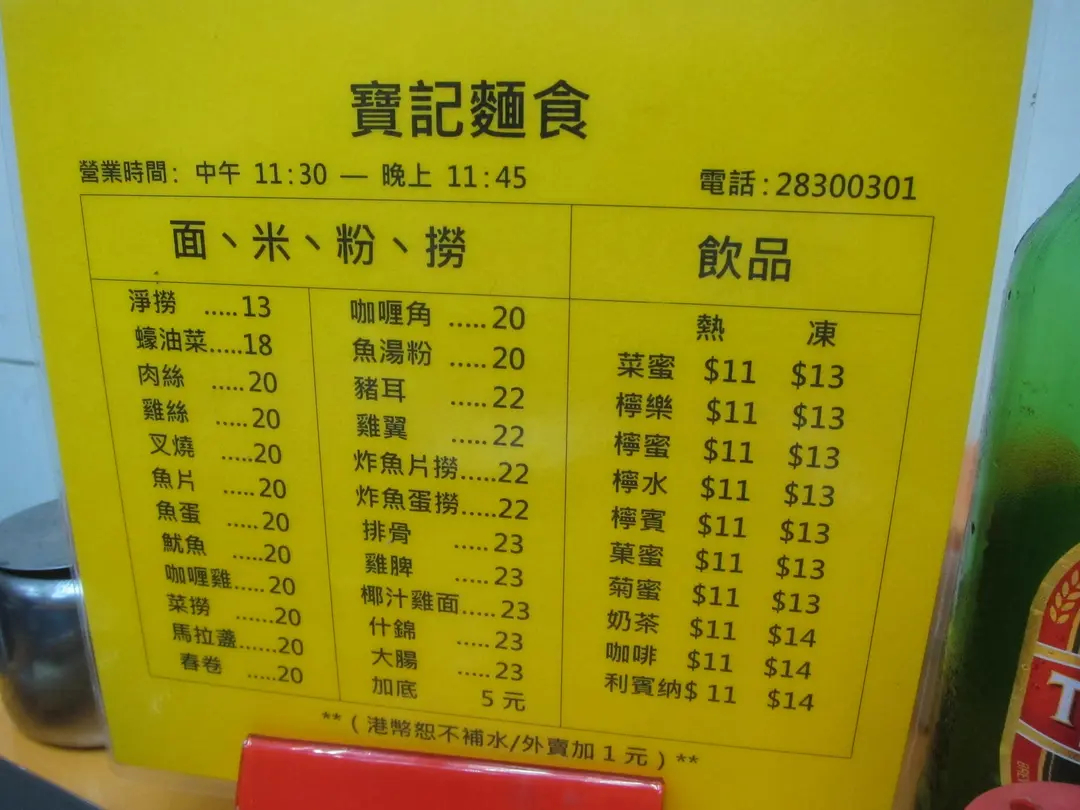 寶記麵食
營業時間: 中午 11:30 — 晚上 11:45
電話:28300301
面、米、粉、撈
淨撈 .....13
蠔油菜.....18
肉絲 .....20
雞絲 .....20
叉燒 .....20
魚片 .....20
魚蛋 .....20
魷魚 .....20
咖喱雞.....20
菜撈 ......20
馬拉盞......20
春卷 .....20
咖喱角 .....20
魚湯粉 .....20
豬耳 .....22
雞翼 .....22
炸魚片撈.....22
炸魚蛋撈.....22
排骨 .....23
雞脾 .....23
椰汁雞面.....23
什錦 .....23
大腸 .....23
加底 5元
飲品
熱 凍
菜蜜 $11 $13
檸樂 $11 $13
檸蜜 $11 $13
檸水 $11 $13
檸賓 $11 $13
菓蜜 $11 $13
菊蜜 $11 $13
奶茶 $11 $14
咖啡 $11 $14
利賓纳$ 11 $14
**（港幣恕不補水/外賣加1元）**